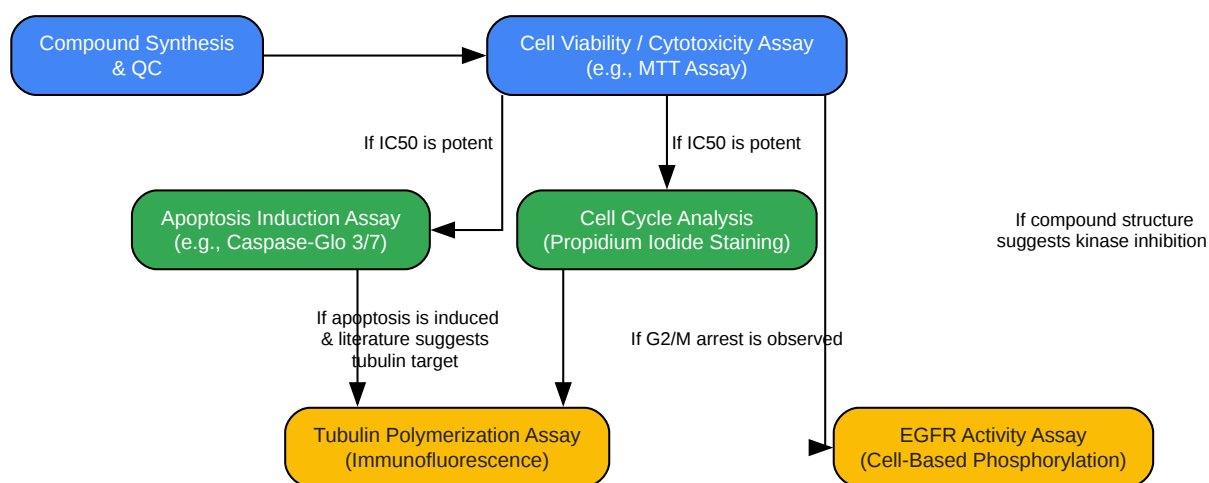 Compound Synthesis
& QC
Cell Viability / Cytotoxicity Assay
(e.g., MTT Assay)
If IC50 is potent
If IC50 is potent
Apoptosis Induction Assay
(e.g., Caspase-Glo 3/7)
Cell Cycle Analysis
(Propidium Iodide Staining)
If compound structure
suggests kinase inhibition
If apoptosis is induced
& literature suggests
tubulin target
If G2/M arrest is observed
Tubulin Polymerization Assay
(Immunofluorescence)
EGFR Activity Assay
(Cell-Based Phosphorylation)